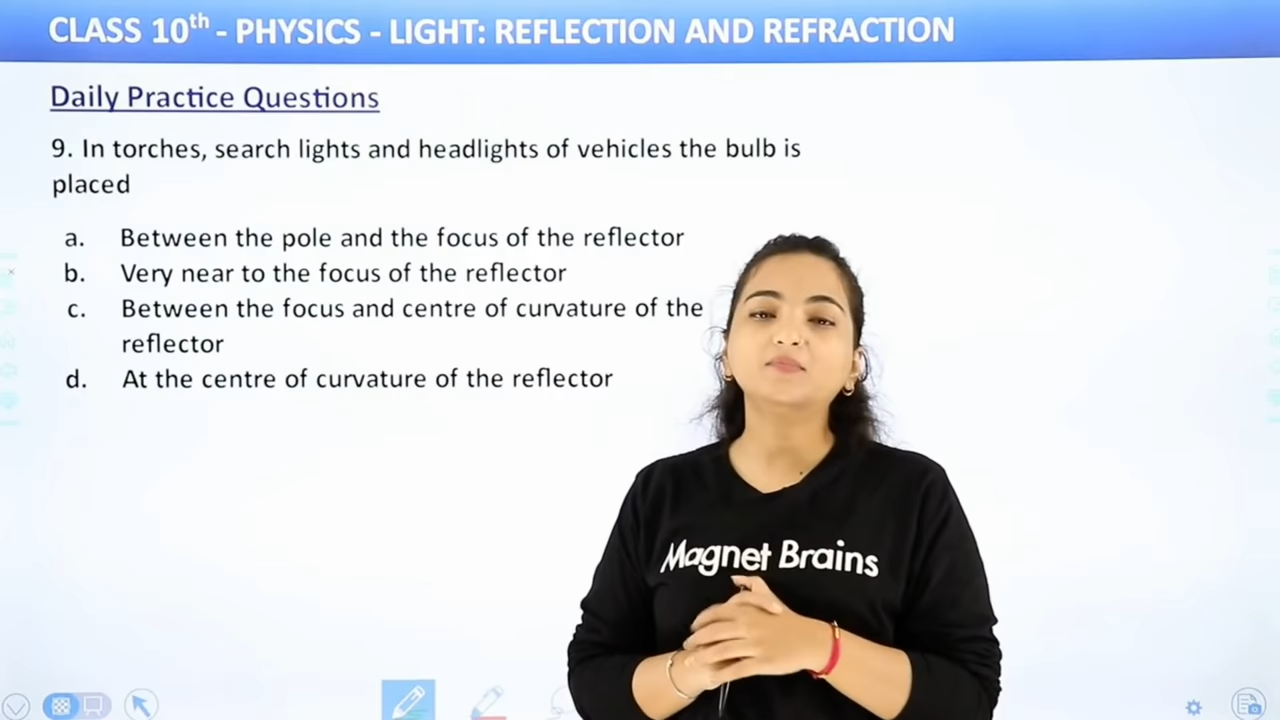 CLASS 10th - PHYSICS - LIGHT: REFLECTION AND REFRACTION
Daily Practice Questions
9. In torches, search lights and headlights of vehicles the bulb is
placed
a. Between the pole and the focus of the reflector
b. Very near to the focus of the reflector
c. Between the focus and centre of curvature of the
reflector
d. At the centre of curvature of the reflector
Magnet Brains